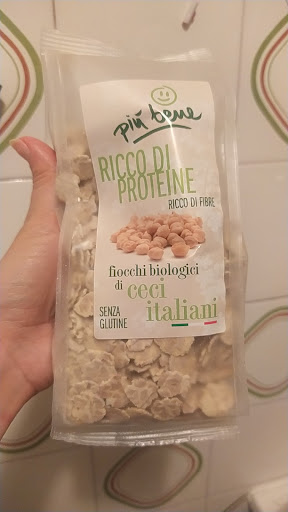 più bene
RICCO DI
PROTEINE
RICCO DI FIBRE
fiocchi biologici
di ceci
italiani
SENZA
GLUTINE